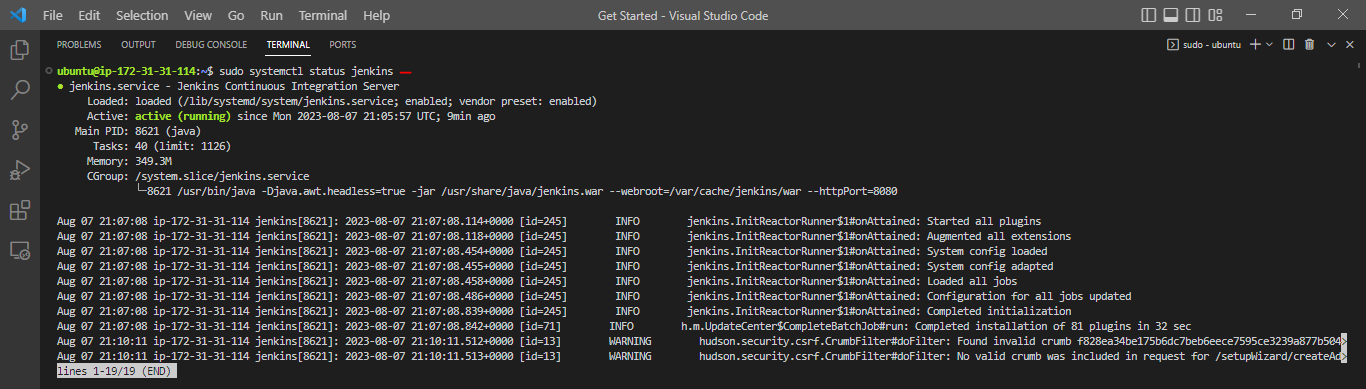 File Edit Selection View Go Run Terminal Help Get Started - Visual Studio Code
PROBLEMS OUTPUT DEBUG CONSOLE TERMINAL PORTS sudo - ubuntu
ubuntu@ip-172-31-31-114:~$ sudo systemctl status jenkins
● jenkins.service - Jenkins Continuous Integration Server
Loaded: loaded (/lib/systemd/system/jenkins.service; enabled; vendor preset: enabled)
Active: active (running) since Mon 2023-08-07 21:05:57 UTC; 9min ago
Main PID: 8621 (java)
Tasks: 40 (limit: 1126)
Memory: 349.3M
CGroup: /system.slice/jenkins.service
└─8621 /usr/bin/java -Djava.awt.headless=true -jar /usr/share/java/jenkins.war --webroot=/var/cache/jenkins/war --httpPort=8080
Aug 07 21:07:08 ip-172-31-31-114 jenkins[8621]: 2023-08-07 21:07:08.114+0000 [id=245] INFO jenkins.InitReactorRunner$1#onAttained: Started all plugins
Aug 07 21:07:08 ip-172-31-31-114 jenkins[8621]: 2023-08-07 21:07:08.118+0000 [id=245] INFO jenkins.InitReactorRunner$1#onAttained: Augmented all extensions
Aug 07 21:07:08 ip-172-31-31-114 jenkins[8621]: 2023-08-07 21:07:08.454+0000 [id=245] INFO jenkins.InitReactorRunner$1#onAttained: System config loaded
Aug 07 21:07:08 ip-172-31-31-114 jenkins[8621]: 2023-08-07 21:07:08.455+0000 [id=245] INFO jenkins.InitReactorRunner$1#onAttained: System config adapted
Aug 07 21:07:08 ip-172-31-31-114 jenkins[8621]: 2023-08-07 21:07:08.458+0000 [id=245] INFO jenkins.InitReactorRunner$1#onAttained: Loaded all jobs
Aug 07 21:07:08 ip-172-31-31-114 jenkins[8621]: 2023-08-07 21:07:08.486+0000 [id=245] INFO jenkins.InitReactorRunner$1#onAttained: Configuration for all jobs updated
Aug 07 21:07:08 ip-172-31-31-114 jenkins[8621]: 2023-08-07 21:07:08.839+0000 [id=245] INFO jenkins.InitReactorRunner$1#onAttained: Completed initialization
Aug 07 21:07:08 ip-172-31-31-114 jenkins[8621]: 2023-08-07 21:07:08.842+0000 [id=71] INFO h.m.UpdateCenter$CompleteBatchJob#run: Completed installation of 81 plugins in 32 sec
Aug 07 21:10:11 ip-172-31-31-114 jenkins[8621]: 2023-08-07 21:10:11.512+0000 [id=13] WARNING hudson.security.csrf.CrumbFilter#doFilter: Found invalid crumb f828ea34be175b6dc7beb6eece7595ce3239a877b504>
Aug 07 21:10:11 ip-172-31-31-114 jenkins[8621]: 2023-08-07 21:10:11.513+0000 [id=13] WARNING hudson.security.csrf.CrumbFilter#doFilter: No valid crumb was included in request for /setupWizard/createAd>
lines 1-19/19 (END)